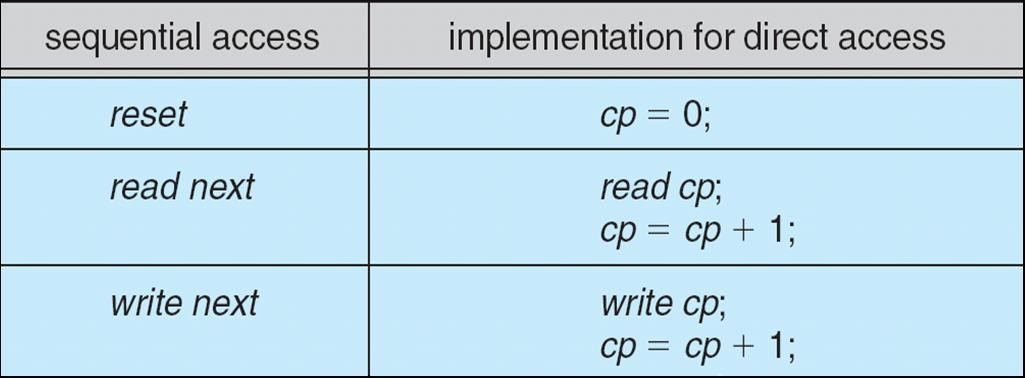 sequential access
implementation for direct access
reset
cp = 0;
read next
read cp;
cp = cp + 1;
write next
write cp;
cp = cp + 1;